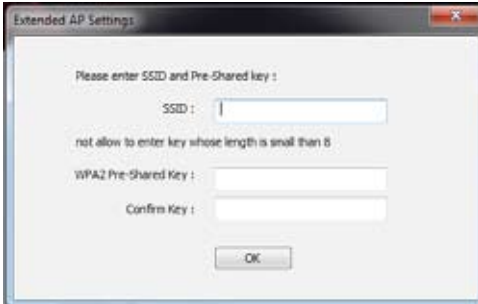 Extended AP Settings
Please enter SSID and Pre-Shared key :
SSID :
not allow to enter key whose length is small than 8
WPA2 Pre-Shared Key :
Confirm Key :
OK